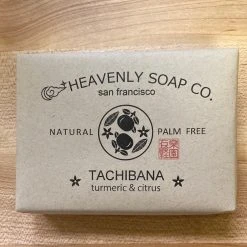 HEAVENLY SOAP CO.
san francisco
NATURAL PALM FREE
TACHIBANA
turmeric & citrus